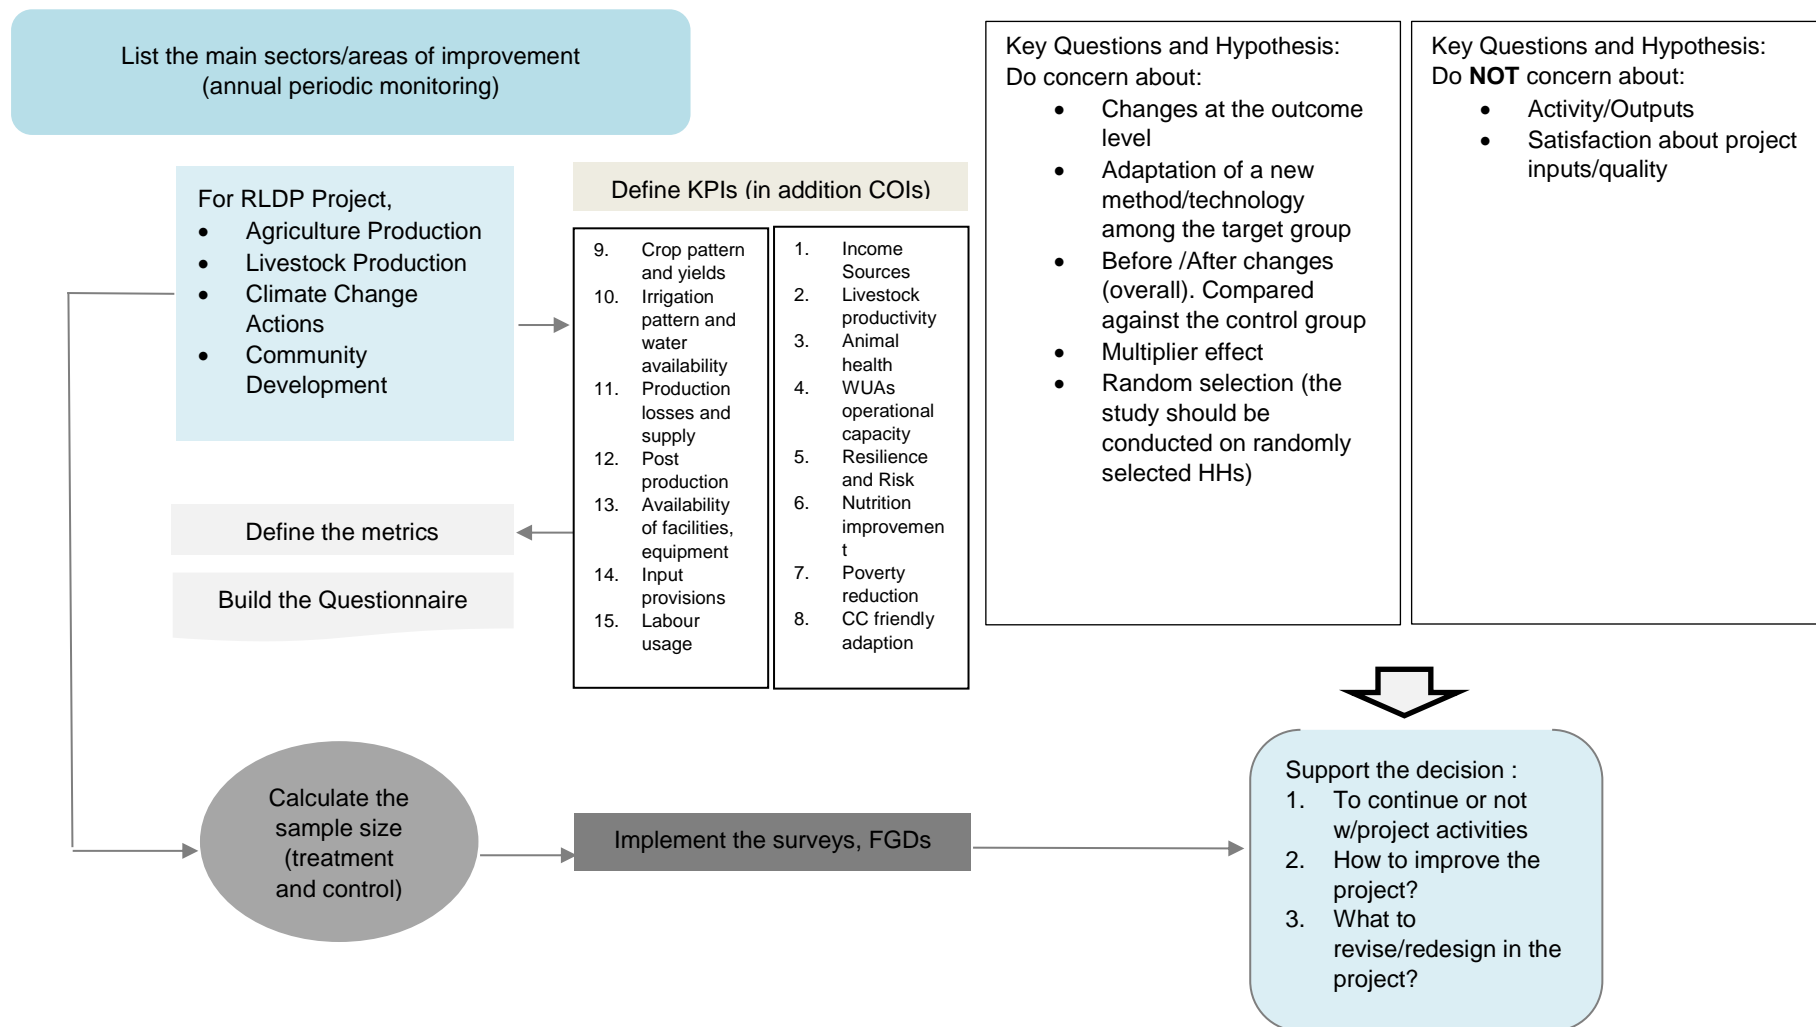 List the main sectors/areas of improvement
(annual periodic monitoring)
For RLDP Project,
• Agriculture Production
• Livestock Production
• Climate Change
Actions
• Community
Development
Define KPIs (in addition COIs)
9. Crop pattern
and yields
10. Irrigation
pattern and
water
availability
11. Production
losses and
supply
12. Post
production
13. Availability
of facilities,
equipment
14. Input
provisions
15. Labour
usage
1. Income
Sources
2. Livestock
productivity
3. Animal
health
4. WUAs
operational
capacity
5. Resilience
and Risk
6. Nutrition
improvemen
t
7. Poverty
reduction
8. CC friendly
adaption
Key Questions and Hypothesis:
Do concern about:
• Changes at the outcome
level
• Adaptation of a new
method/technology
among the target group
• Before /After changes
(overall). Compared
against the control group
• Multiplier effect
• Random selection (the
study should be
conducted on randomly
selected HHs)
Key Questions and Hypothesis:
Do NOT concern about:
• Activity/Outputs
• Satisfaction about project
inputs/quality
Define the metrics
Build the Questionnaire
Calculate the
sample size
(treatment
and control)
Implement the surveys, FGDs
Support the decision :
1. To continue or not
w/project activities
2. How to improve the
project?
3. What to
revise/redesign in the
project?